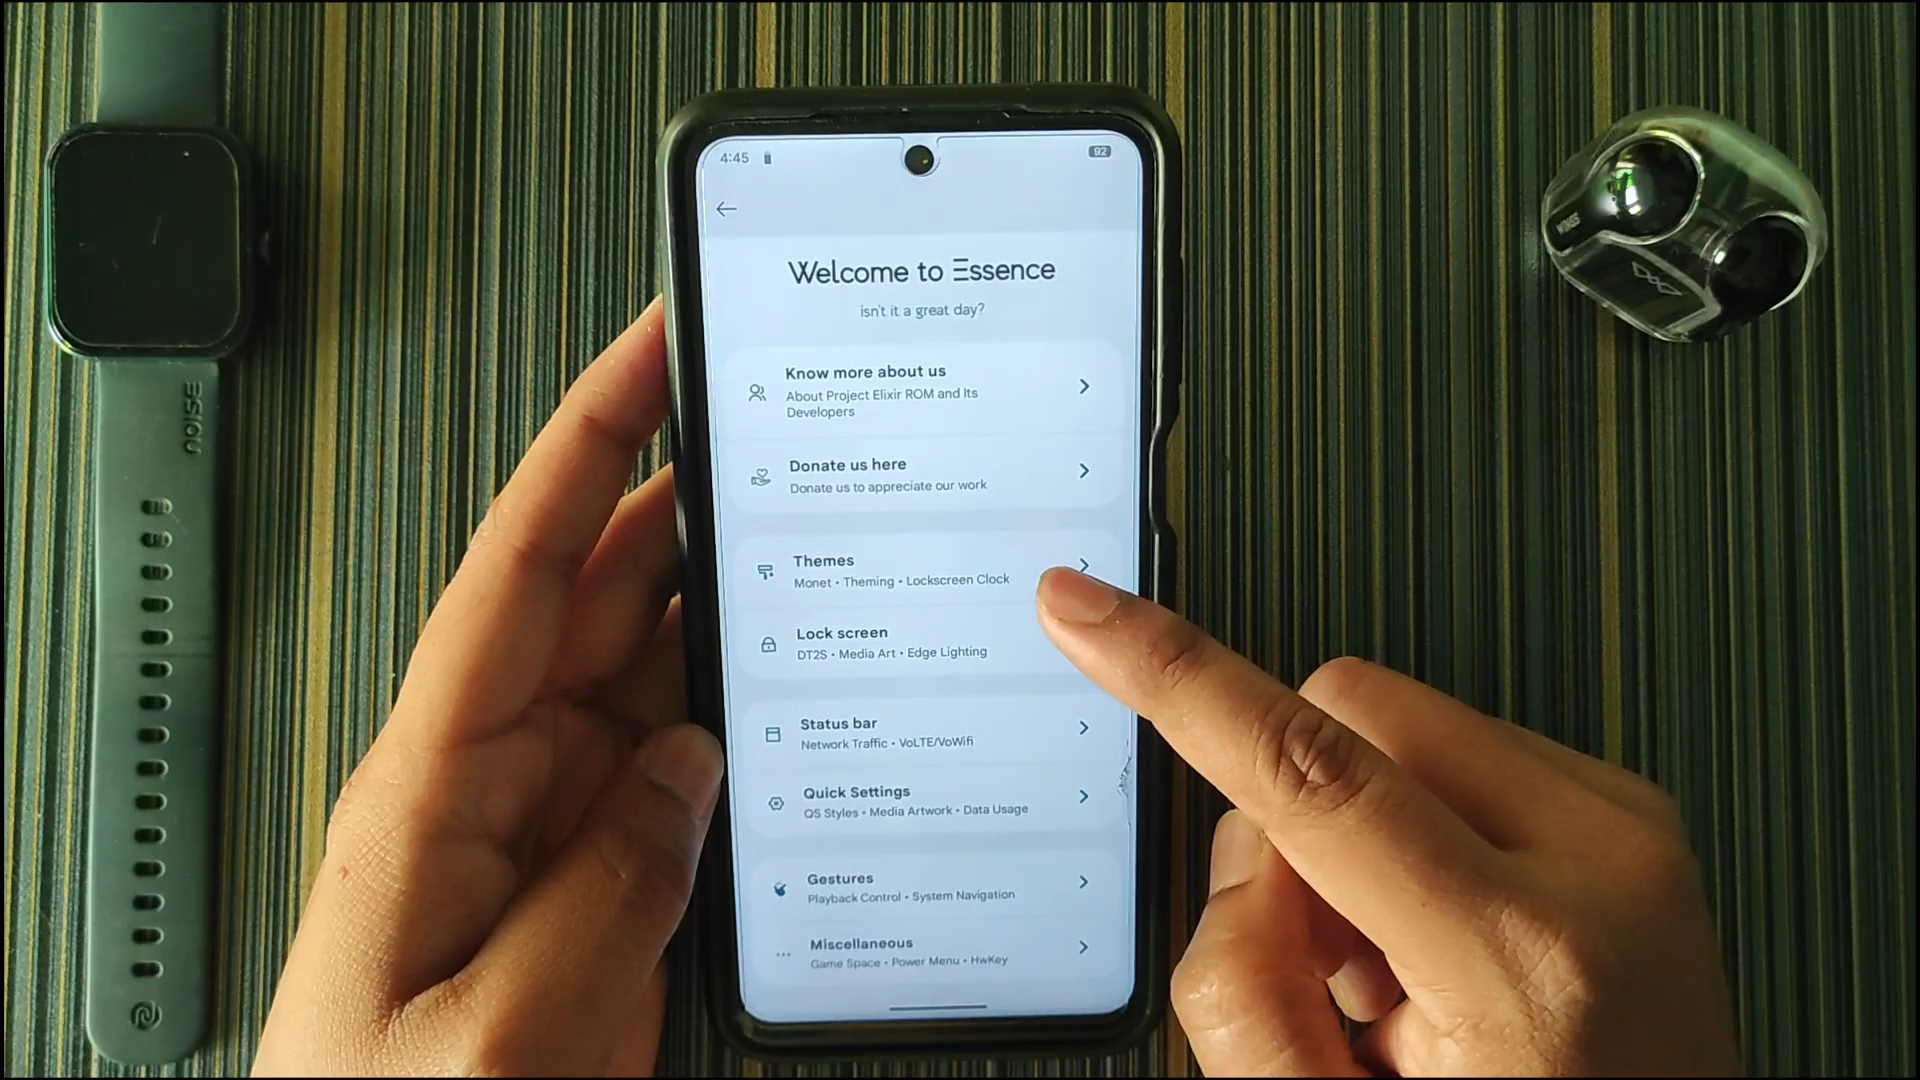 4:45
92
Welcome to Essence
isn't it a great day?
Know more about us
About Project Elixir ROM and Its
Developers
Donate us here
Donate us to appreciate our work
Themes
Monet • Theming • Lockscreen Clock
Lock screen
DT2S • Media Art • Edge Lighting
Status bar
Network Traffic • VoLTE/VoWifi
Quick Settings
QS Styles • Media Artwork • Data Usage
Gestures
Playback Control • System Navigation
Miscellaneous
Game Space • Power Menu • HwKey
NOISE
WINGS